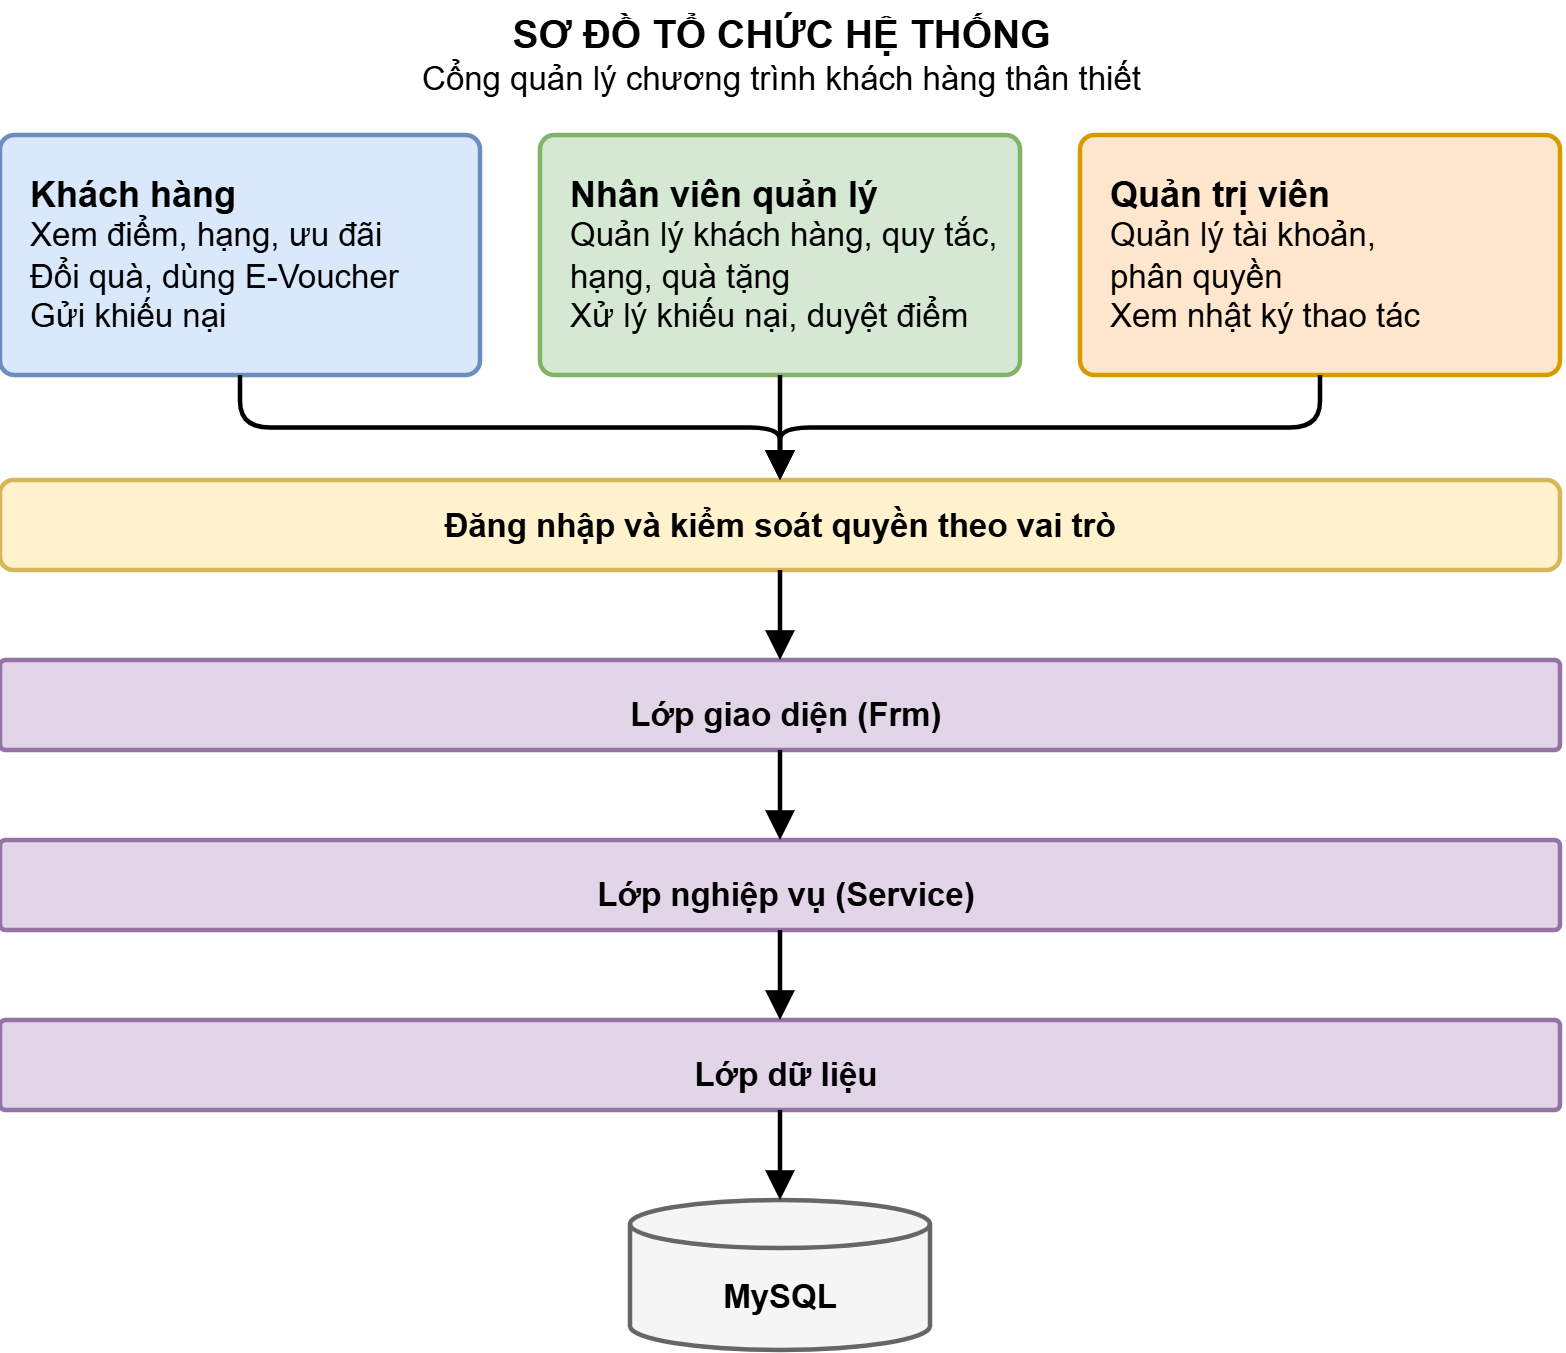 SƠ ĐỒ TỔ CHỨC HỆ THỐNG
Cổng quản lý chương trình khách hàng thân thiết
Khách hàng
Xem điểm, hạng, ưu đãi
Đổi quà, dùng E-Voucher
Gửi khiếu nại
Nhân viên quản lý
Quản lý khách hàng, quy tắc,
hạng, quà tặng
Xử lý khiếu nại, duyệt điểm
Quản trị viên
Quản lý tài khoản,
phân quyền
Xem nhật ký thao tác
Đăng nhập và kiểm soát quyền theo vai trò
Lớp giao diện (Frm)
Lớp nghiệp vụ (Service)
Lớp dữ liệu
MySQL